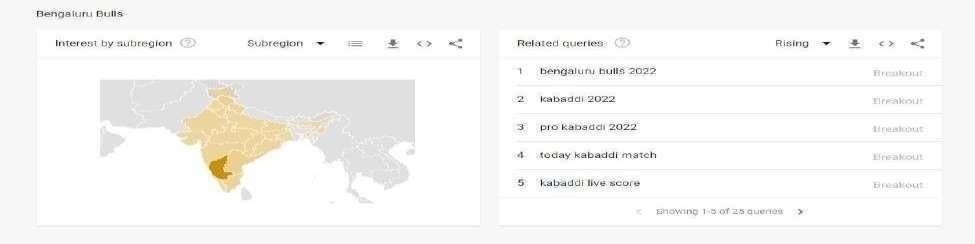 Bengaluru Bulls
Interest by subregion
Subregion
Related queries
Rising
1 bengaluru bulls 2022 Breakout
2 kabaddi 2022 Breakout
3 pro kabaddi 2022 Breakout
4 today kabaddi match Breakout
5 kabaddi live score Breakout
Showing 1-5 of 25 queries